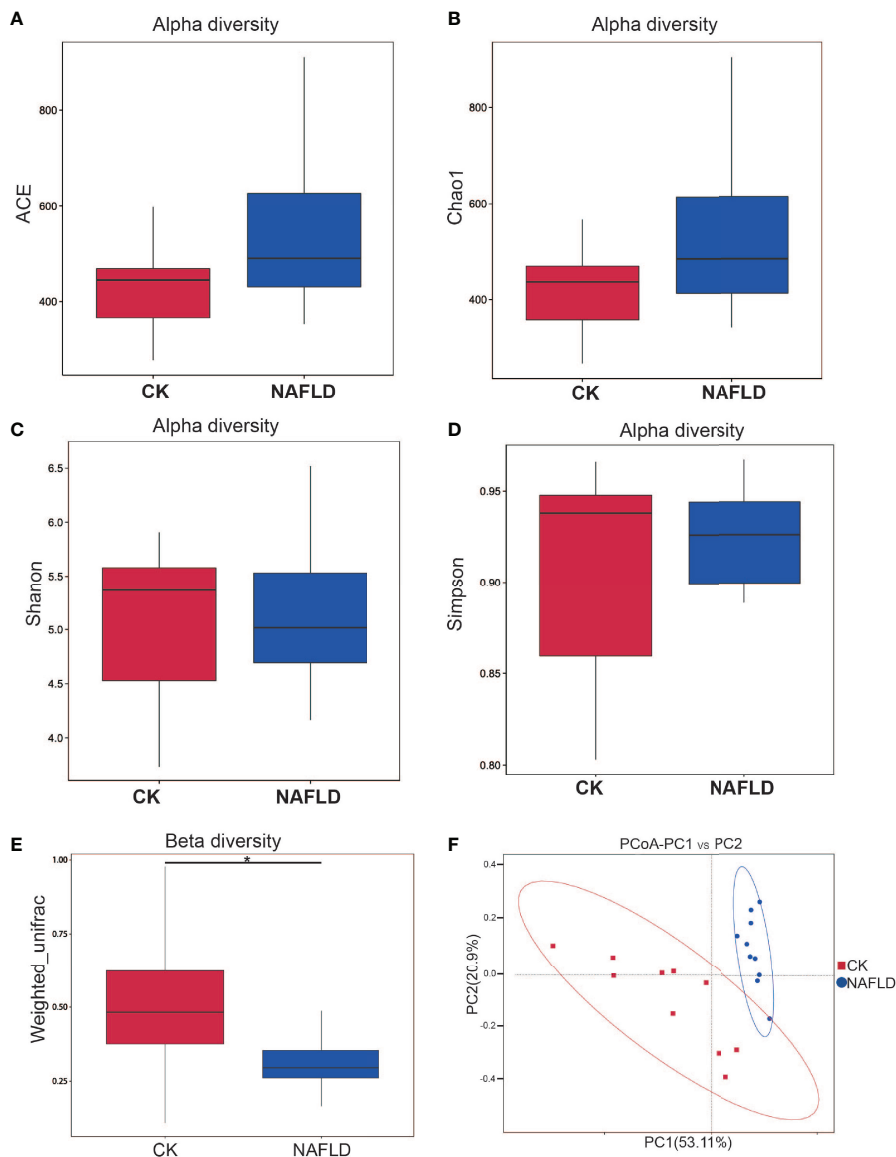 A
Alpha diversity
ACE
800
600
400
CK NAFLD
B
Alpha diversity
Chao1
800
600
400
CK NAFLD
C
Alpha diversity
Shanon
6.5
6.0
5.5
5.0
4.5
4.0
CK NAFLD
D
Alpha diversity
Simpson
0.95
0.90
0.85
0.80
CK NAFLD
E
Beta diversity
*
Weighted_unifrac
1.00
0.75
0.50
0.25
CK NAFLD
F
PCoA-PC1 vs PC2
PC2(20.9%)
0.4
0.2
0.0
-0.2
-0.4
PC1(53.11%)
CK
NAFLD